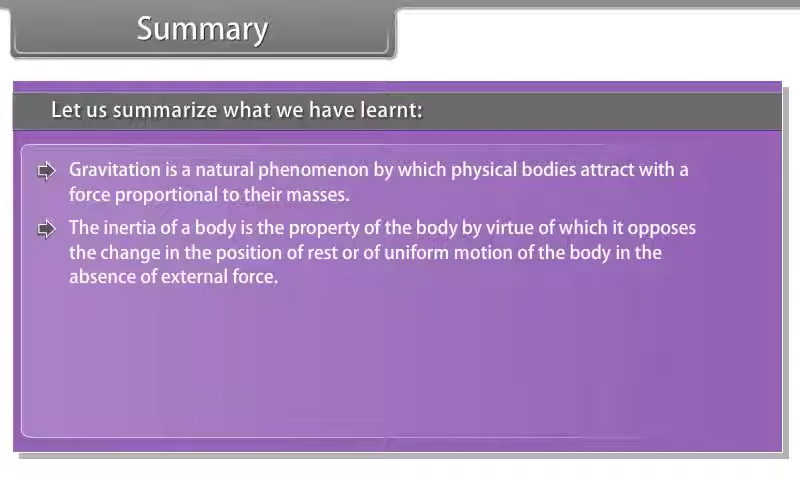 Summary
Let us summarize what we have learnt:
Gravitation is a natural phenomenon by which physical bodies attract with a
force proportional to their masses.
The inertia of a body is the property of the body by virtue of which it opposes
the change in the position of rest or of uniform motion of the body in the
absence of external force.